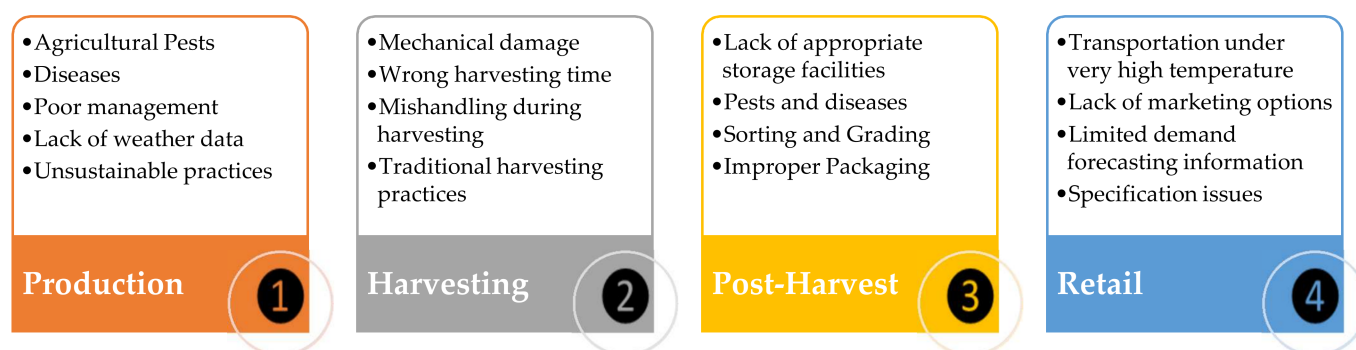 •Agricultural Pests
•Diseases
•Poor management
•Lack of weather data
•Unsustainable practices
Production
1
•Mechanical damage
•Wrong harvesting time
•Mishandling during
harvesting
•Traditional harvesting
practices
Harvesting
2
•Lack of appropriate
storage facilities
•Pests and diseases
•Sorting and Grading
•Improper Packaging
Post-Harvest
3
•Transportation under
very high temperature
•Lack of marketing options
•Limited demand
forecasting information
•Specification issues
Retail
4